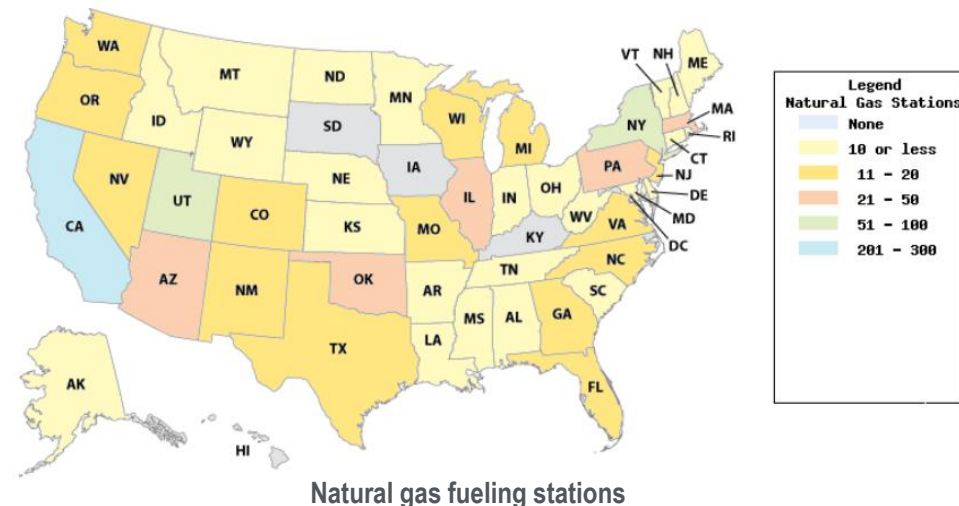 WA
OR
CA
NV
ID
MT
WY
UT
AZ
CO
NM
ND
SD
NE
KS
OK
TX
MN
IA
MO
AR
LA
WI
IL
MI
IN
OH
KY
TN
MS
AL
GA
FL
SC
NC
VA
WV
PA
NY
VT NH
ME
MA
RI
CT
NJ
DE
MD
DC
AK
HI
Legend
Natural Gas Stations
None
10 or less
11 - 20
21 - 50
51 - 100
201 - 300
Natural gas fueling stations